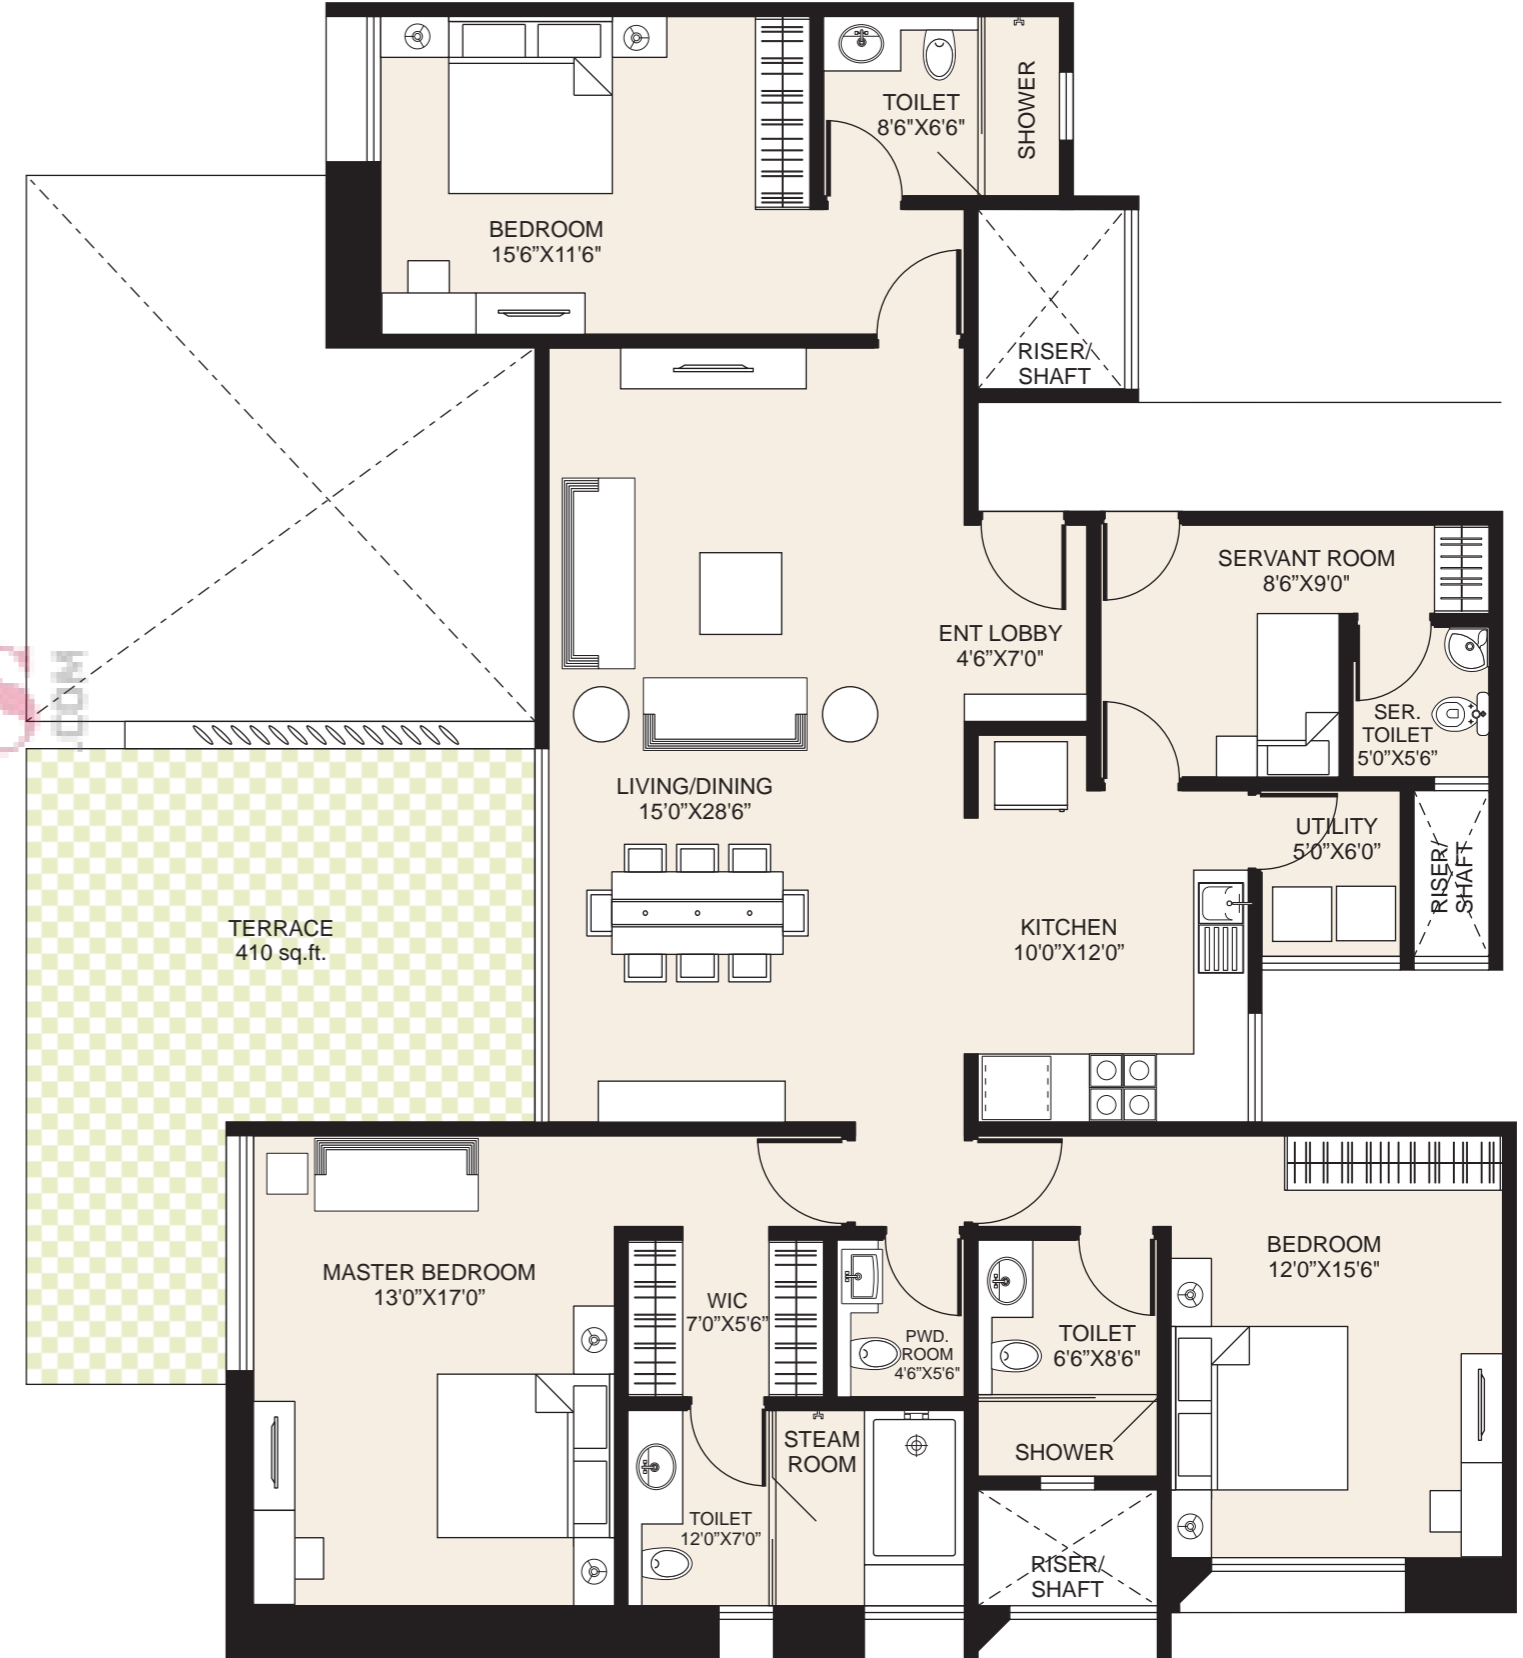 TOILET
8'6"X6'6"
SHOWER
BEDROOM
15'6”X11'6"
RISER/
SHAFT
SERVANT ROOM
8'6”X9'0"
ENT LOBBY
4'6”X7'0"
SER.
TOILET
5'0”X5'6”
.COM
LIVING/DINING
15’0”X28’6”
UTILITY
5'0”X6'0”
RISER/
SHAFT
TERRACE
410 sq.ft.
KITCHEN
10'0”X12'0”
MASTER BEDROOM
13'0”X17'0”
WIC
7'0”X5'6”
PWD.
ROOM
4'6”X5'6"
TOILET
6'6”X8'6"
BEDROOM
12'0”X15'6"
STEAM
ROOM
SHOWER
TOILET
12'0”X7'0”
RISER/
SHAFT